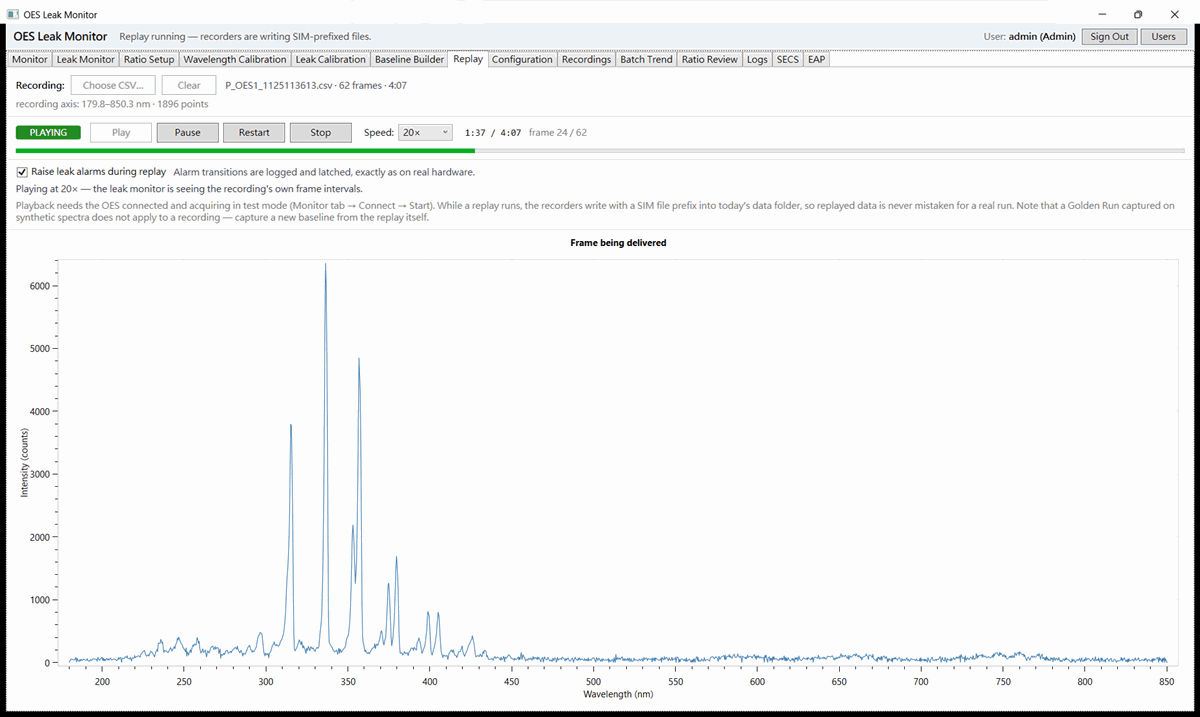 OES Leak Monitor
OES Leak Monitor Replay running — recorders are writing SIM-prefixed files. User: admin (Admin) Sign Out Users
Monitor Leak Monitor Ratio Setup Wavelength Calibration Leak Calibration Baseline Builder Replay Configuration Recordings Batch Trend Ratio Review Logs SECS EAP
Recording: Choose CSV... Clear P_OES1_1125113613.csv · 62 frames · 4:07
recording axis: 179.8–850.3 nm · 1896 points
PLAYING Play Pause Restart Stop Speed: 20× 1:37 / 4:07 frame 24 / 62
Raise leak alarms during replay Alarm transitions are logged and latched, exactly as on real hardware.
Playing at 20× — the leak monitor is seeing the recording's own frame intervals.
Playback needs the OES connected and acquiring in test mode (Monitor tab → Connect → Start). While a replay runs, the recorders write with a SIM file prefix into today's data folder, so replayed data is never mistaken for a real run. Note that a Golden Run captured on
synthetic spectra does not apply to a recording — capture a new baseline from the replay itself.
Frame being delivered
6000
5000
4000
3000
2000
1000
0
Intensity (counts)
200 250 300 350 400 450 500 550 600 650 700 750 800 850
Wavelength (nm)